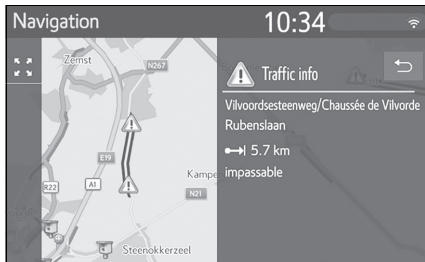 Navigation
10:34
Zemst
N267
Traffic info
Vilvoordsesteenweg/Chaussée de Vilvorde
Rubenslaan
5.7 km
impassable
E19
Kampe
R22
A1
N21
Steenokkerzeel